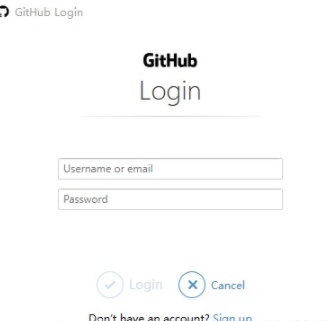 GitHub Login
GitHub
Login
Username or email
Password
Login Cancel
Don't have an account? Sign up